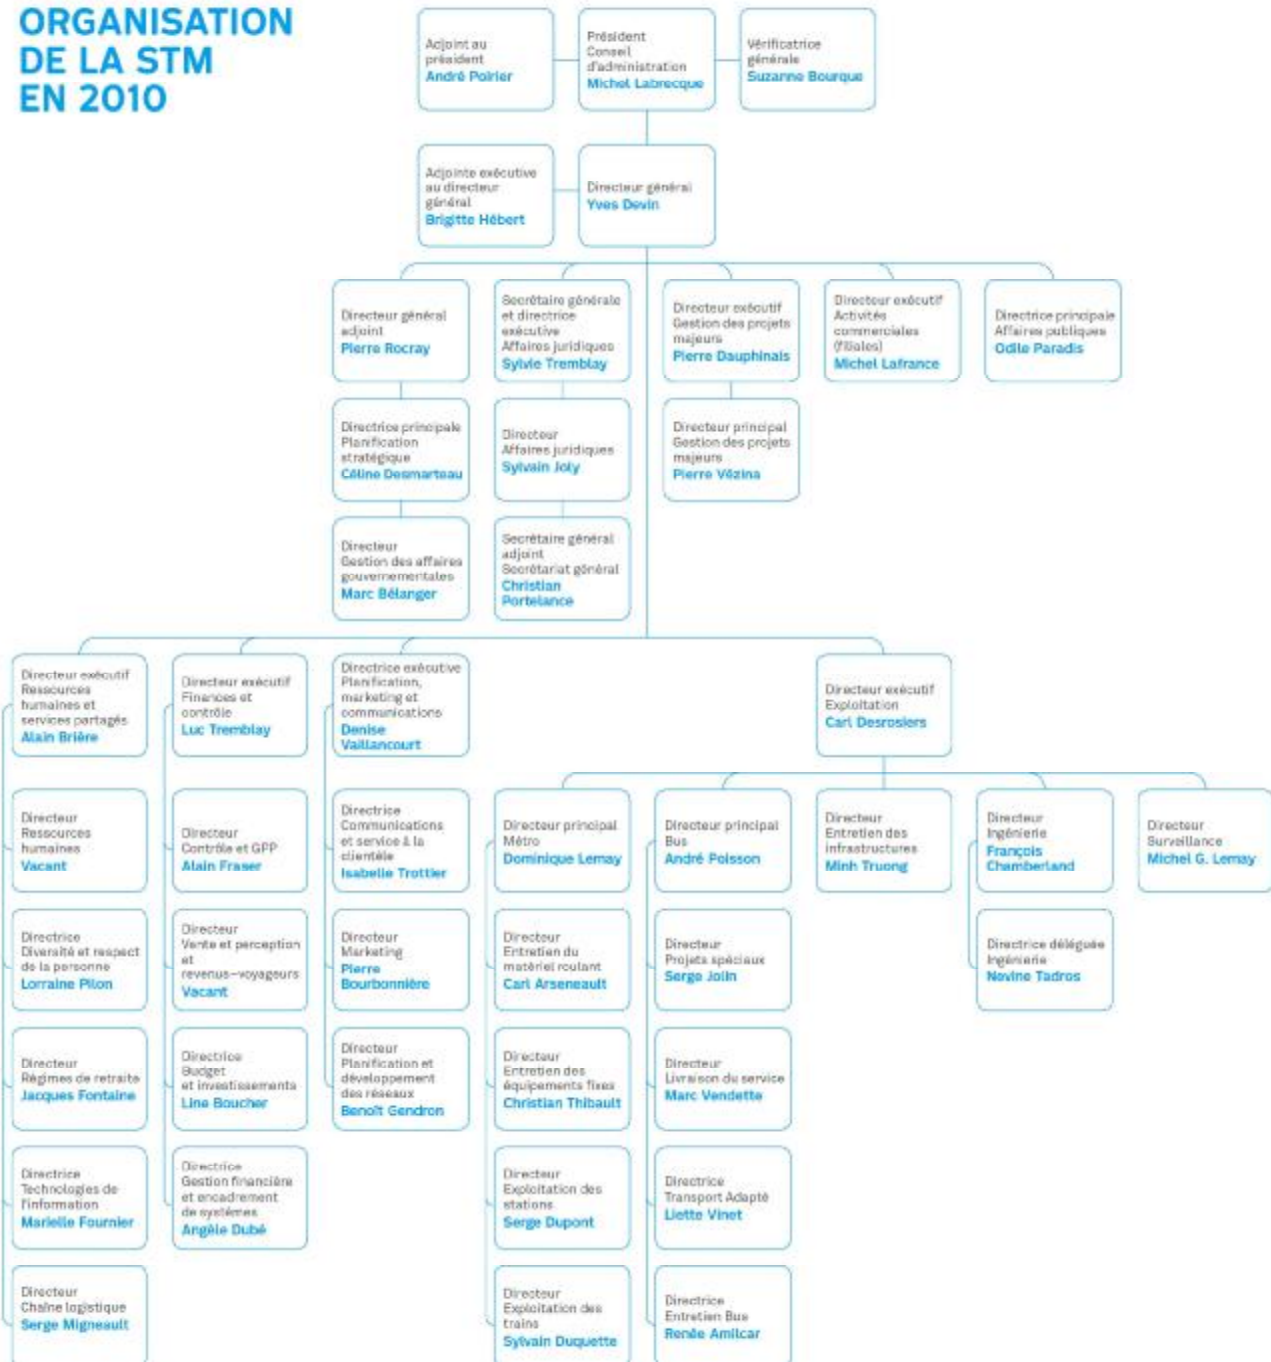 ORGANISATION
DE LA STM
EN 2010
Adjoint au
président
André Poirier
Président
Conseil
d'administration
Michel Labrecque
Vérificatrice
générale
Suzanne Bourque
Adjointe exécutive
au directeur
général
Brigitte Hébert
Directeur général
Yves Devin
Directeur général
adjoint
Pierre Rocray
Secrétaire générale
et directrice
exécutive
Affaires juridiques
Sylvie Tremblay
Directeur exécutif
Gestion des projets
majeurs
Pierre Dauphinais
Directeur exécutif
Activités
commerciales
(filiales)
Michel Lafrance
Directrice principale
Affaires publiques
Odile Paradis
Directrice principale
Planification
stratégique
Céline Desmarteau
Directeur
Affaires juridiques
Sylvain Joly
Directeur principal
Gestion des projets
majeurs
Pierre Vézina
Directeur
Gestion des affaires
gouvernementales
Marc Bélanger
Secrétaire général
adjoint
Secrétariat général
Christian
Portelance
Directeur exécutif
Ressources
humaines et
services partagés
Alain Brière
Directeur exécutif
Finances et
contrôle
Luc Tremblay
Directrice exécutive
Planification,
marketing et
communications
Denise
Vaillancourt
Directeur exécutif
Exploitation
Carl Desrosiers
Directeur
Ressources
humaines
Vacant
Directeur
Contrôle et GPP
Alain Fraser
Directrice
Communications
et service à la
clientèle
Isabelle Trottier
Directeur principal
Métro
Dominique Lemay
Directeur principal
Bus
André Poisson
Directeur
Entretien des
infrastructures
Minh Truong
Directeur
Ingénierie
François
Chamberland
Directeur
Surveillance
Michel G. Lemay
Directrice
Diversité et respect
de la personne
Lorraine Pilon
Directeur
Vente et perception
et
revenus–voyageurs
Vacant
Directeur
Marketing
Pierre
Bourbonnière
Directeur
Entretien du
matériel roulant
Carl Arseneault
Directeur
Projets spéciaux
Serge Jolin
Directrice déléguée
Ingénierie
Nevine Tadros
Directeur
Régimes de retraite
Jacques Fontaine
Directrice
Budget
et investissements
Line Boucher
Directeur
Planification et
développement
des réseaux
Benoît Gendron
Directeur
Entretien des
équipements fixes
Christian Thibault
Directeur
Livraison du service
Marc Vendette
Directrice
Technologies de
l'information
Marielle Fournier
Directrice
Gestion financière
et encadrement
de systèmes
Angèle Dubé
Directeur
Exploitation des
stations
Serge Dupont
Directrice
Transport Adapté
Liette Vinet
Directeur
Chaîne logistique
Serge Migneault
Directeur
Exploitation des
trains
Sylvain Duquette
Directrice
Entretien Bus
Renée Amilcar